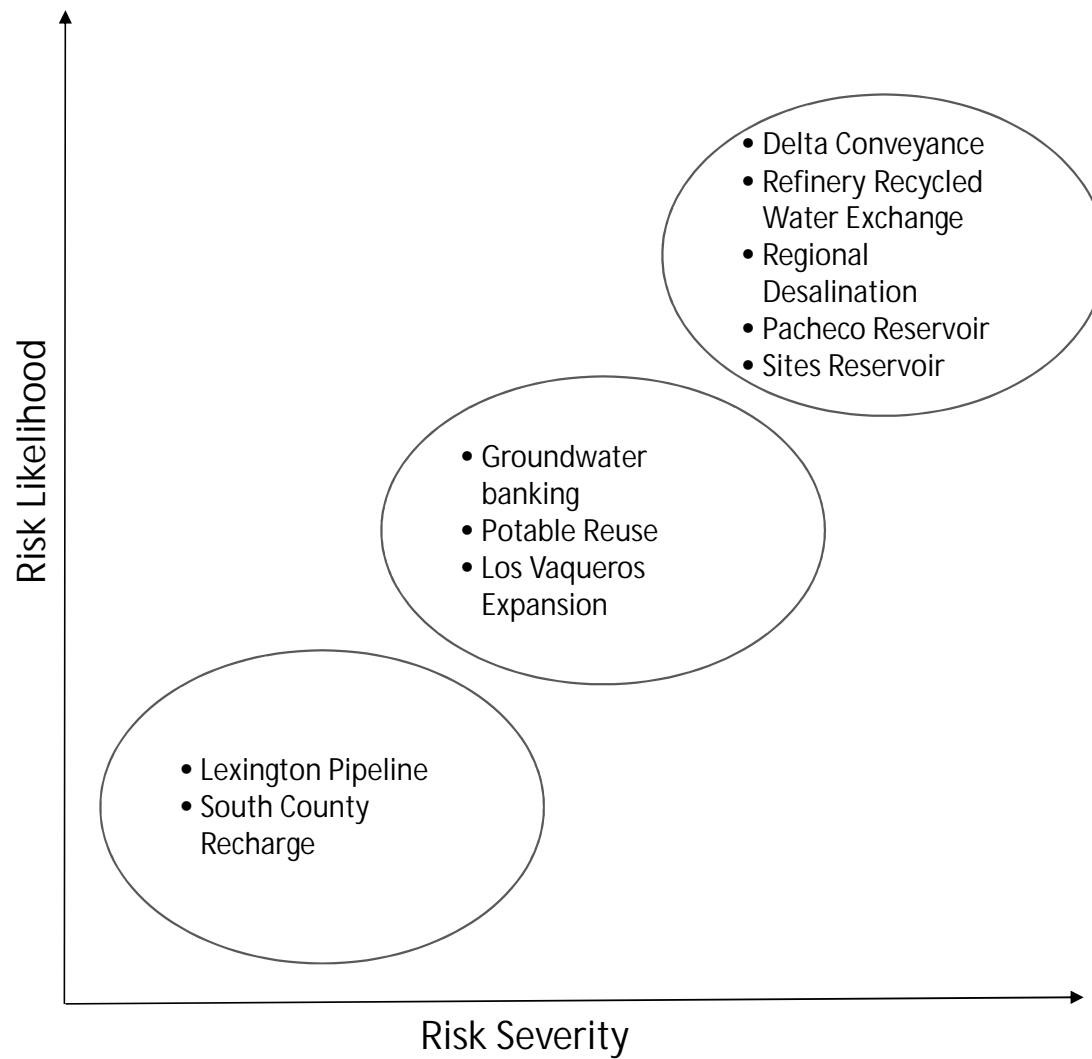 • Delta Conveyance
• Refinery Recycled
Water Exchange
• Regional
Desalination
• Pacheco Reservoir
• Sites Reservoir
• Groundwater
banking
• Potable Reuse
• Los Vaqueros
Expansion
• Lexington Pipeline
• South County
Recharge
Risk Likelihood
Risk Severity